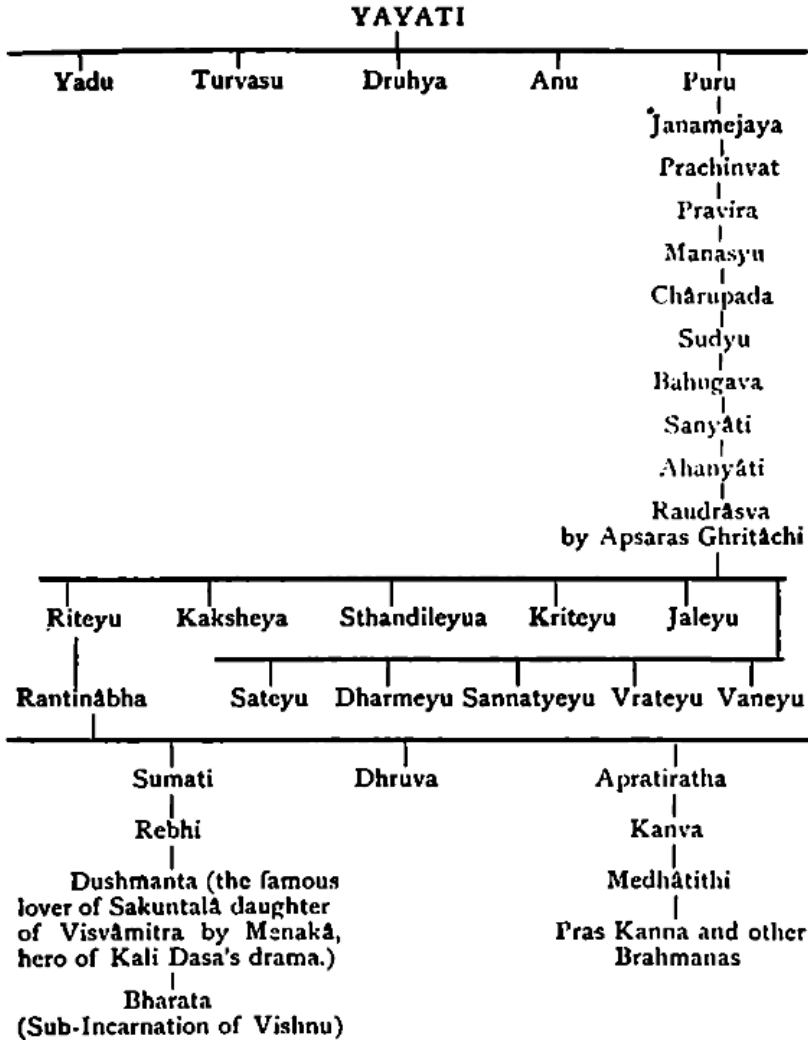 YAYATI
Yadu Turvasu Druhya Anu Puru
Janamejaya
Prachinvat
Pravira
Manasyu
Chârupada
Sudyu
Bahugava
Sanyâti
Ahanyâti
Raudrâsva
by Apsaras Ghritâchi
Riteyu Kaksheya Sthandileyua Kriteyu Jaleyu
Rantinâbha Sateyu Dharmeyu Sannatyeyu Vrateyu Vaneyu
Sumati Dhruva Apratiratha
Rebhi Kanva
Dushmanta (the famous Medhâtithi
lover of Sakuntalâ daughter
of Visvâmitra by Menakâ, Pras Kanna and other
hero of Kali Dasa's drama.) Brahmanas
Bharata
(Sub-Incarnation of Vishnu)